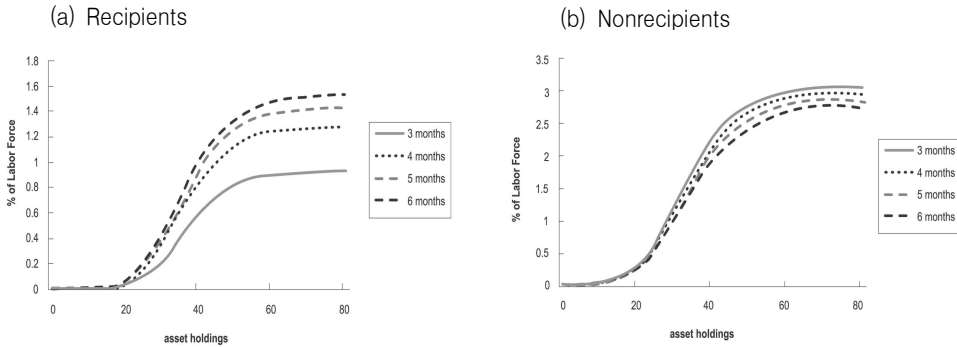 (a) Recipients
1.8
1.6
1.4
1.2
1
0.8
0.6
0.4
0.2
0
% of Labor Force
0 20 40 60 80
asset holdings
3 months
4 months
5 months
6 months
(b) Nonrecipients
3.5
3
2.5
2
1.5
1
0.5
0
% of Labor Force
0 20 40 60 80
asset holdings
3 months
4 months
5 months
6 months